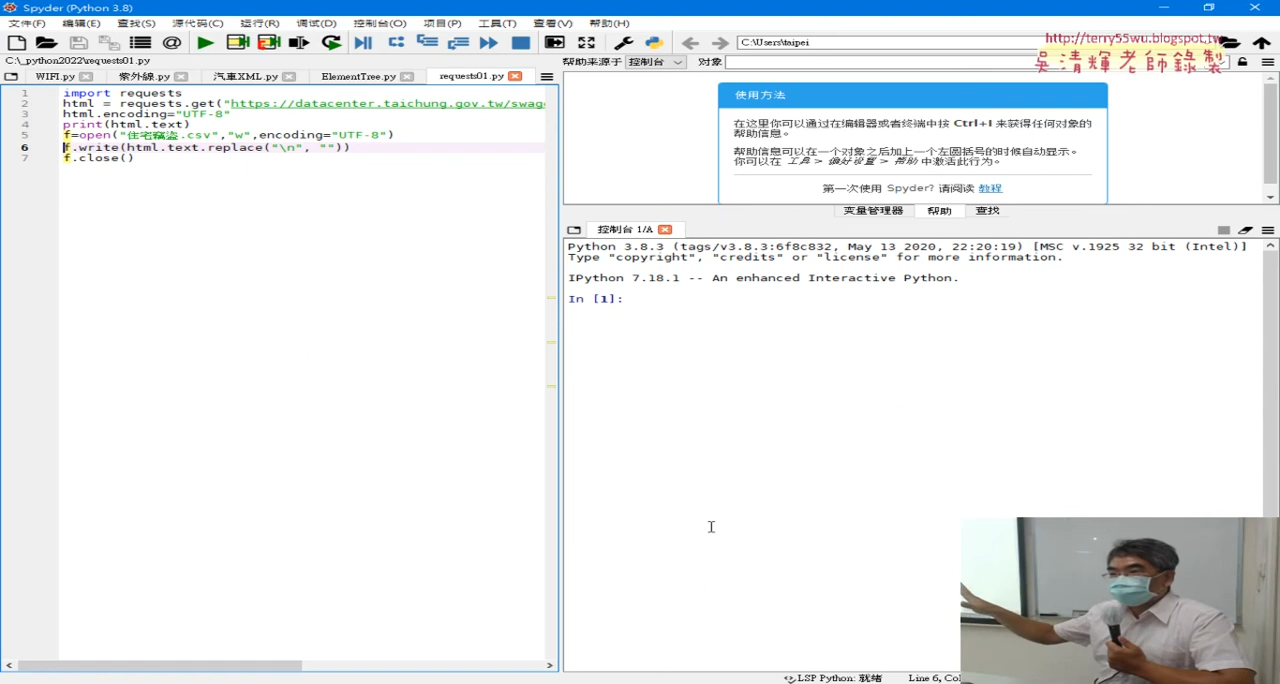 Spyder (Python 3.8)
文件(F) 编辑(E) 查找(S) 源代码(C) 运行(R) 调试(D) 控制台(O) 项目(P) 工具(T) 查看(V) 帮助(H)
C:\Users\taipei
http://terry55wu.blogspot.tw
吳清輝老師錄製
C:\_python2022\requests01.py
帮助来源于 控制台 对象
WIFI.py 紫外線.py 汽車XML.py ElementTree.py requests01.py
1 import requests
2 html = requests.get("https://datacenter.taichung.gov.tw/swag
3 html.encoding="UTF-8"
4 print(html.text)
5 f=open("住宅竊盜.csv","w",encoding="UTF-8")
6 f.write(html.text.replace("\n", ""))
7 f.close()
使用方法
在这里你可以通过在编辑器或者终端中按 Ctrl+I 来获得任何对象的
帮助信息。
帮助信息可以在一个对象之后加上一个左圆括号的时候自动显示。
你可以在 工具 > 偏好设置 > 帮助 中激活此行为。
第一次使用 Spyder? 请阅读 教程
变量管理器 帮助 查找
控制台 1/A
Python 3.8.3 (tags/v3.8.3:6f8c832, May 13 2020, 22:20:19) [MSC v.1925 32 bit (Intel)]
Type "copyright", "credits" or "license" for more information.
IPython 7.18.1 -- An enhanced Interactive Python.
In [1]:
LSP Python: 就绪 Line 6, Col